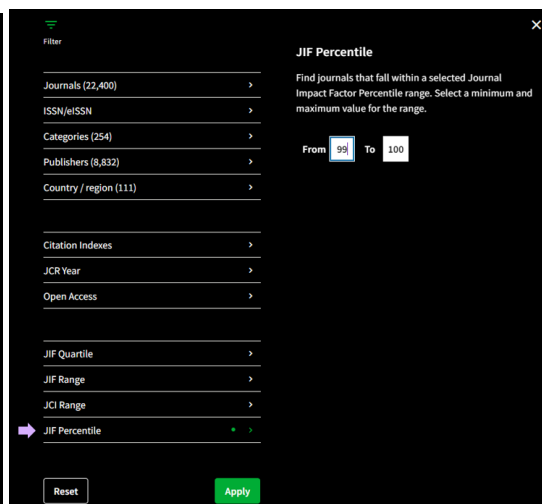 Filter
Journals (22,400)
ISSN/eISSN
Categories (254)
Publishers (8,832)
Country / region (111)
Citation Indexes
JCR Year
Open Access
JIF Quartile
JIF Range
JCI Range
JIF Percentile
Reset
Apply
JIF Percentile
Find journals that fall within a selected Journal
Impact Factor Percentile range. Select a minimum and
maximum value for the range.
From 99 To 100